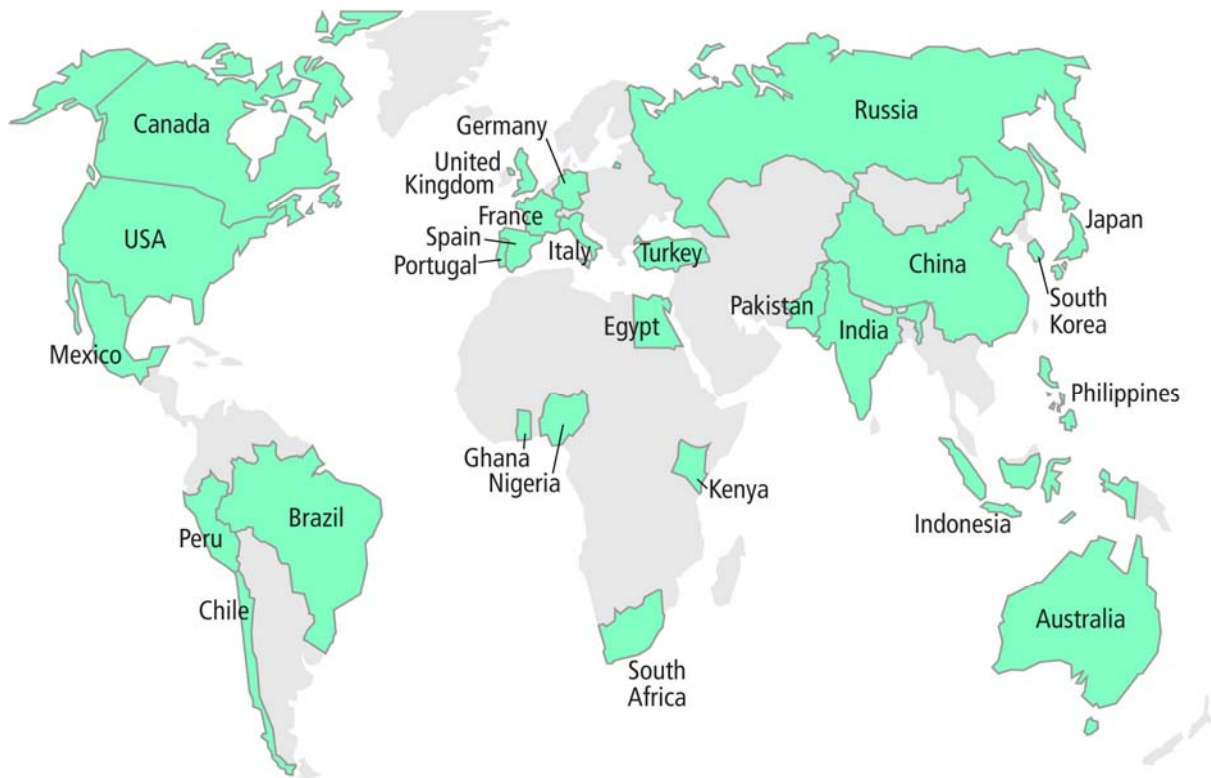 Canada
Russia
Germany
United
Kingdom
Japan
France
USA
Spain
Italy
Turkey
China
Portugal
South
Korea
Pakistan
Egypt
India
Mexico
Philippines
Ghana
Nigeria
Kenya
Brazil
Indonesia
Peru
Chile
Australia
South
Africa